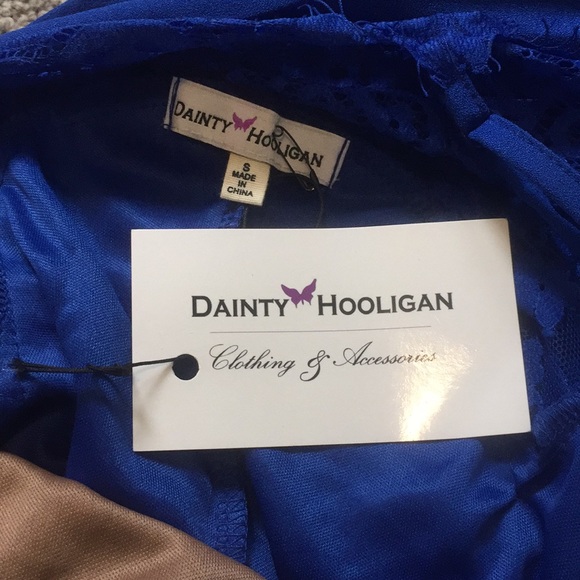 DAINTY HOOLIGAN
S
MADE
IN
CHINA
DAINTY HOOLIGAN
Clothing & Accessories